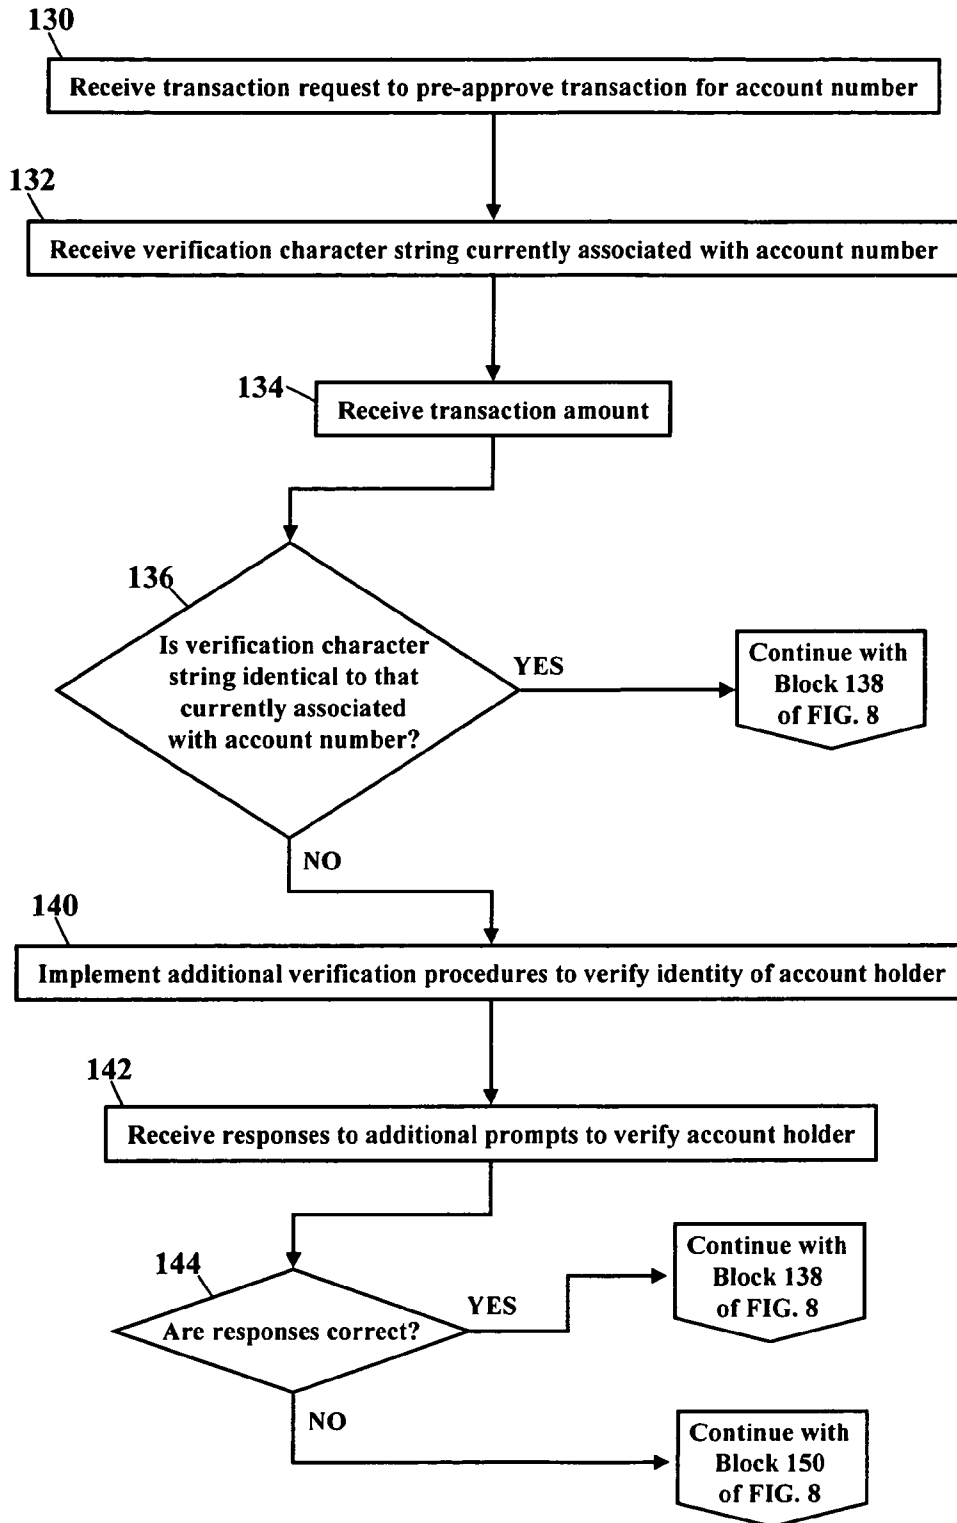 130
Receive transaction request to pre-approve transaction for account number
132
Receive verification character string currently associated with account number
134
Receive transaction amount
136
Is verification character
string identical to that
currently associated
with account number?
YES
Continue with
Block 138
of FIG. 8
NO
140
Implement additional verification procedures to verify identity of account holder
142
Receive responses to additional prompts to verify account holder
144
Are responses correct?
YES
Continue with
Block 138
of FIG. 8
NO
Continue with
Block 150
of FIG. 8